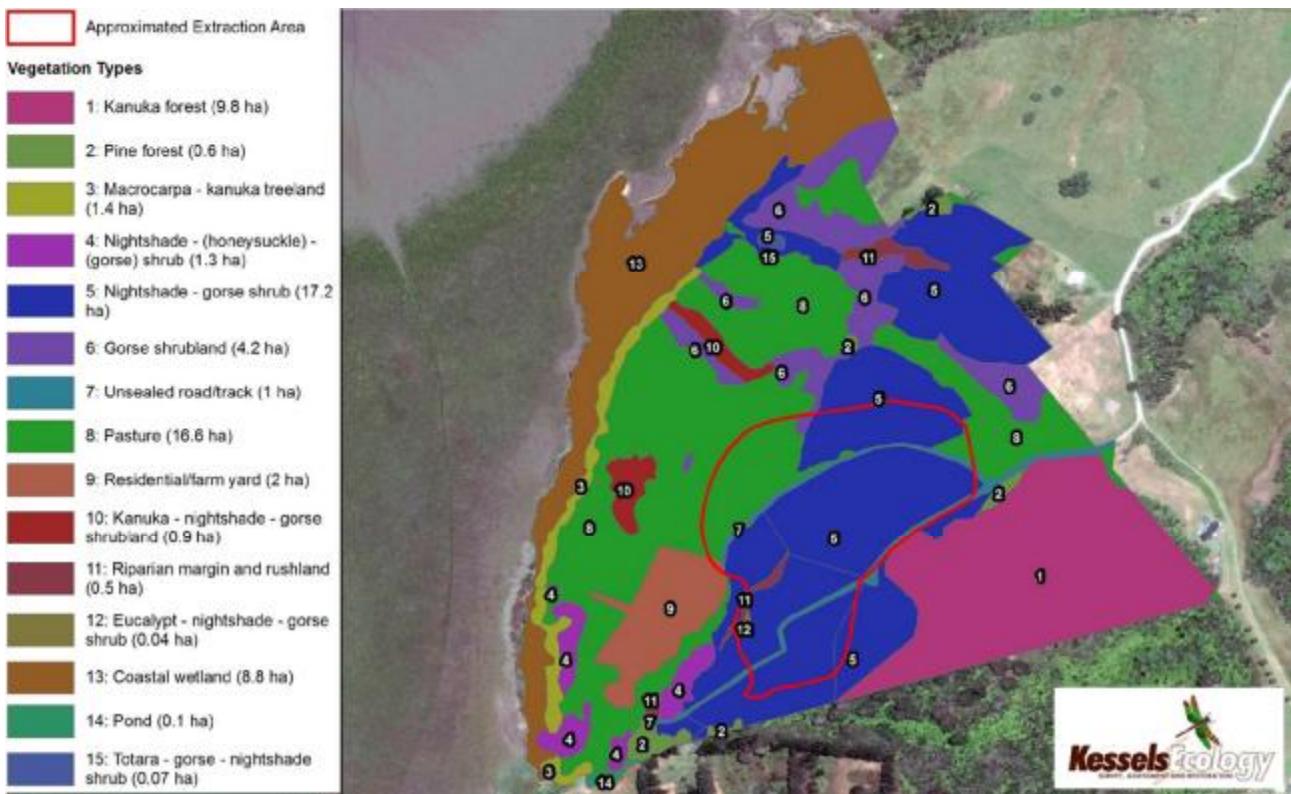 Approximated Extraction Area
Vegetation Types
1: Kanuka forest (9.8 ha)
2: Pine forest (0.6 ha)
3: Macrocarpa - kanuka treeland
(1.4 ha)
4: Nightshade - (honeysuckle) -
(gorse) shrub (1.3 ha)
5: Nightshade - gorse shrub (17.2
ha)
6: Gorse shrubland (4.2 ha)
7: Unsealed road/track (1 ha)
8: Pasture (16.6 ha)
9: Residential/farm yard (2 ha)
10: Kanuka - nightshade - gorse
shrubland (0.9 ha)
11: Riparian margin and rushland
(0.5 ha)
12: Eucalypt - nightshade - gorse
shrub (0.04 ha)
13: Coastal wetland (8.8 ha)
14: Pond (0.1 ha)
15: Totara - gorse - nightshade
shrub (0.07 ha)
6
2
5
15
11
13
5
6
6
8
6
10
2
6
6
5
8
3
10
2
8
7
5
1
4
11
9
12
4
5
11
4
7
2
4
2
4
3
14
KesselsEcology